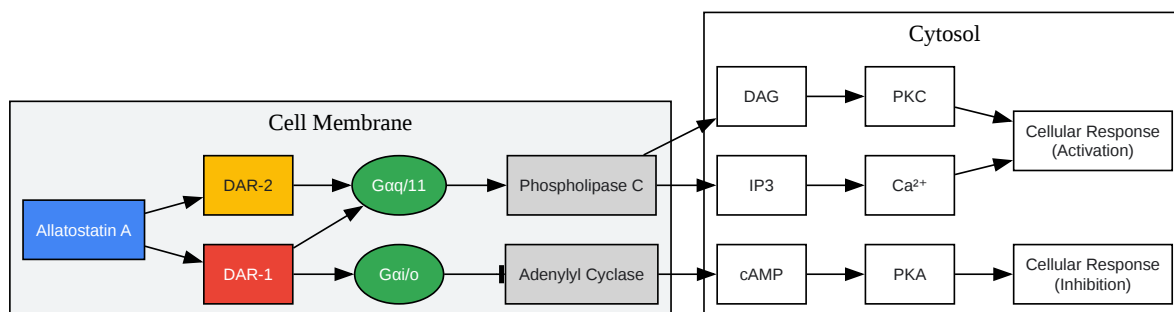 Cytosol
DAG
PKC
Cell Membrane
Cellular Response
(Activation)
DAR-2
Gαq/11
Phospholipase C
IP3
Ca²⁺
Allatostatin A
DAR-1
Gαi/o
Adenylyl Cyclase
cAMP
PKA
Cellular Response
(Inhibition)